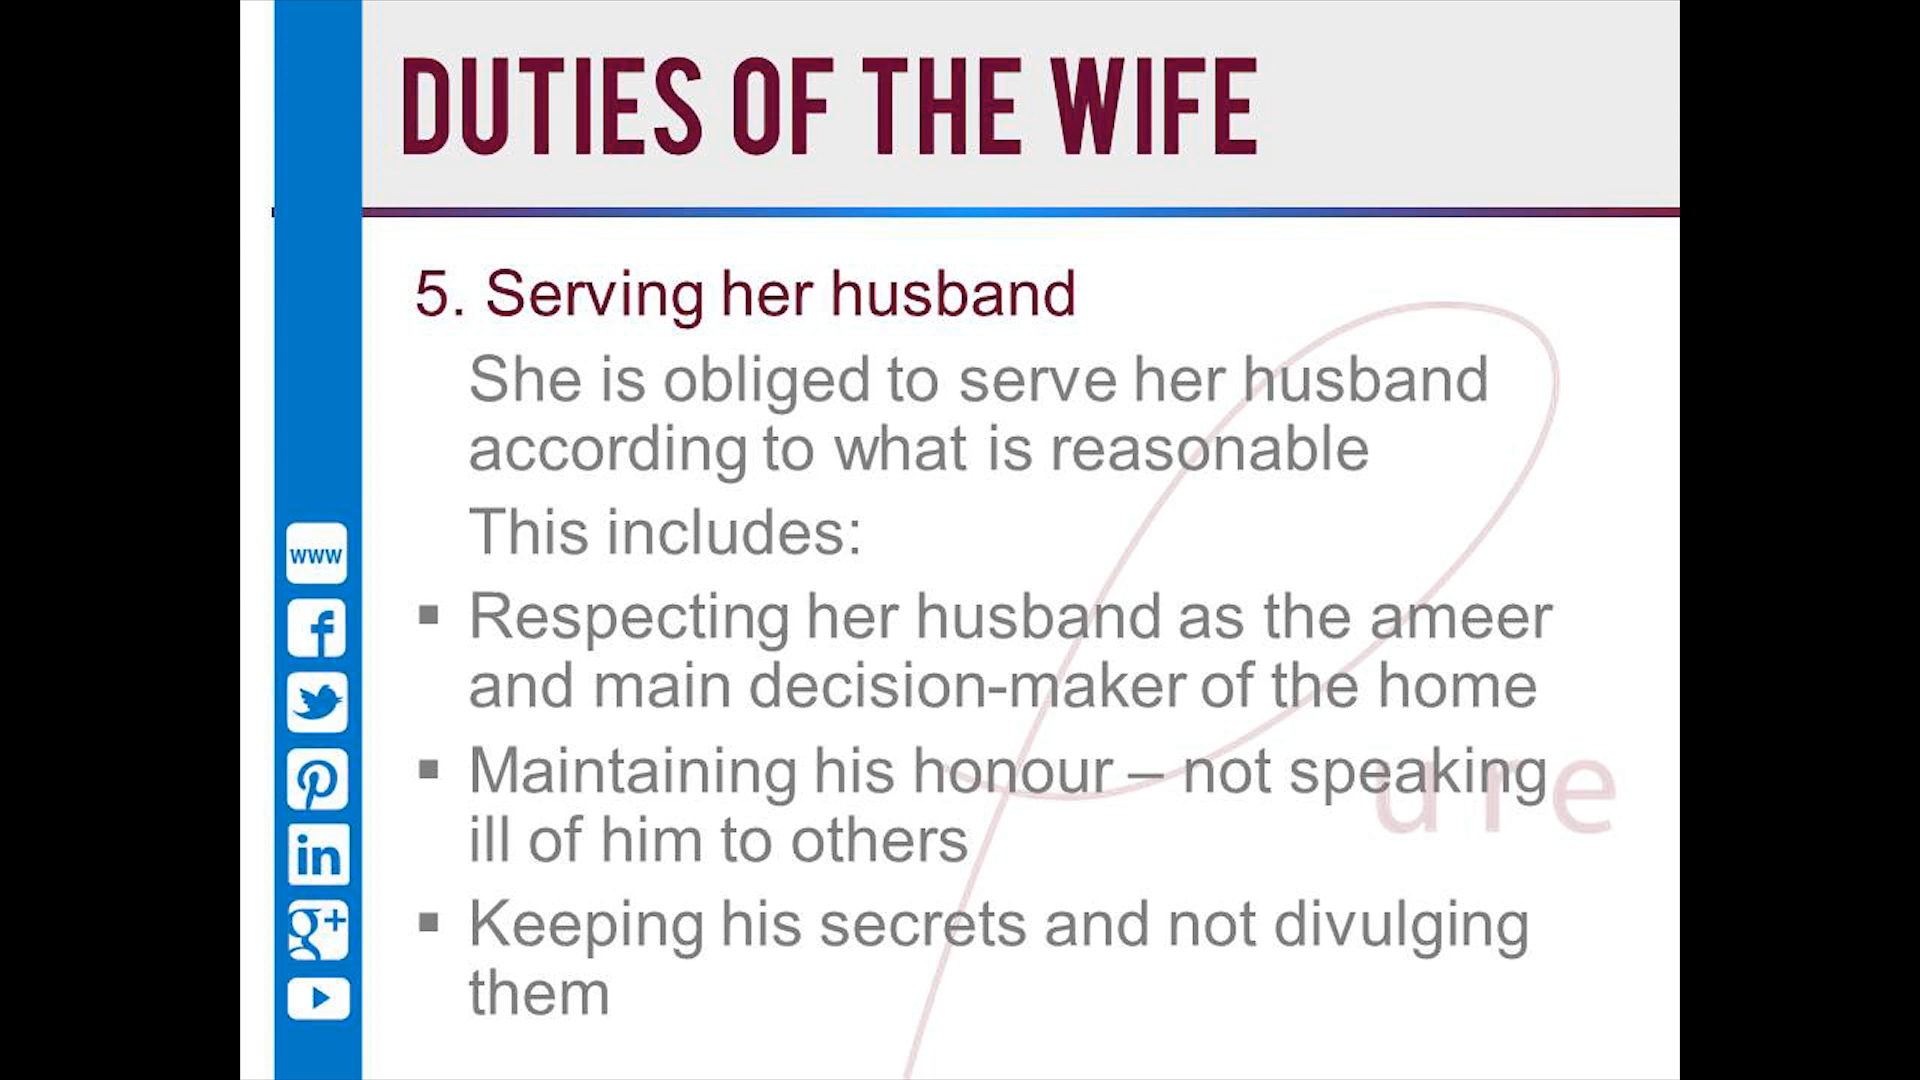 DUTIES OF THE WIFE
5. Serving her husband
She is obliged to serve her husband
according to what is reasonable
This includes:
▪ Respecting her husband as the ameer
and main decision-maker of the home
▪ Maintaining his honour – not speaking
ill of him to others
▪ Keeping his secrets and not divulging
them
Pure
www
f
in
g+